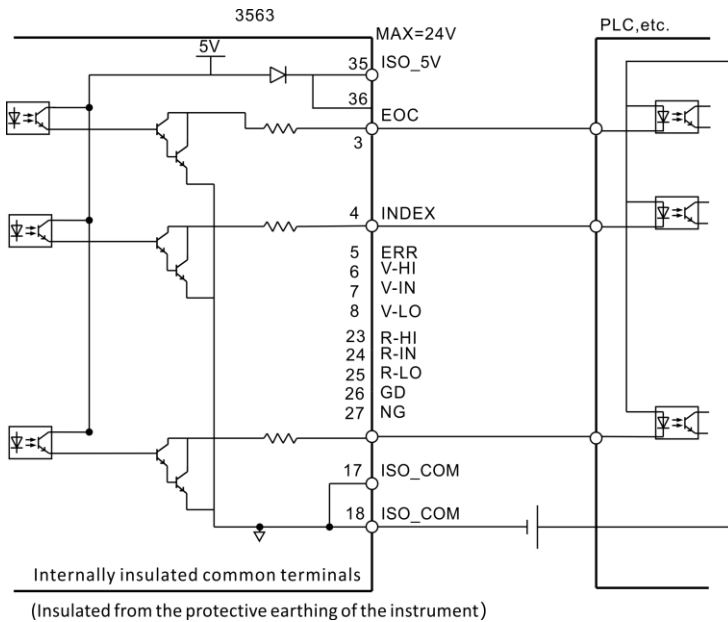 3563
PLC,etc.
MAX=24V
5V
35 ISO_5V
36
EOC
3
4 INDEX
5 ERR
6 V-HI
7 V-IN
8 V-LO
23 R-HI
24 R-IN
25 R-LO
26 GD
27 NG
17 ISO_COM
18 ISO_COM
Internally insulated common terminals
(Insulated from the protective earthing of the instrument)